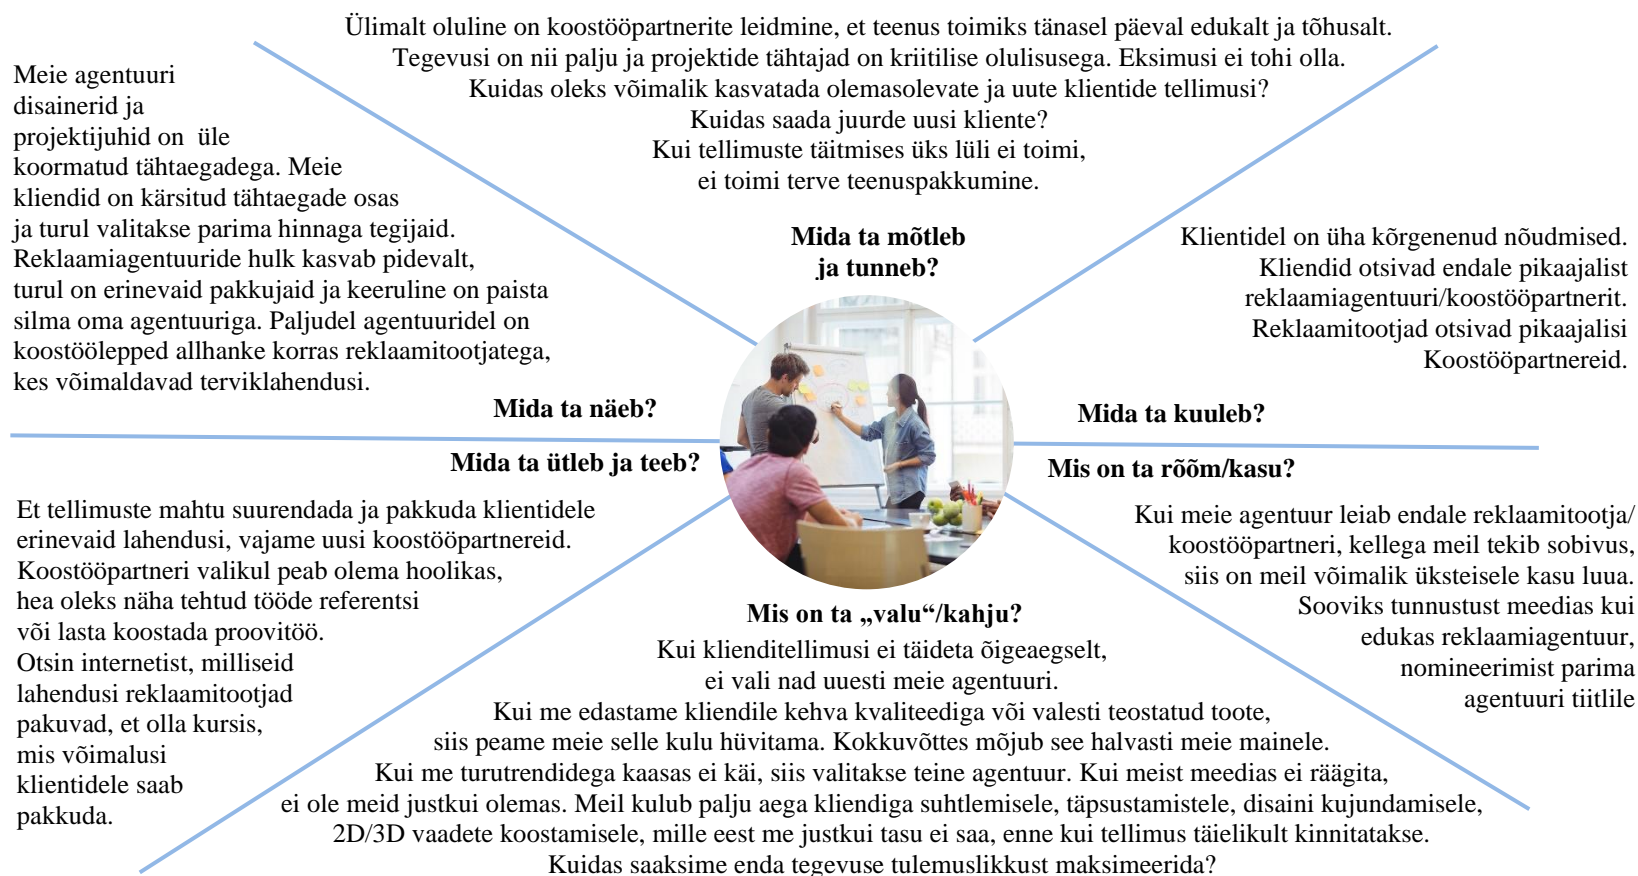 Ülimalt oluline on koostööpartnerite leidmine, et teenus toimiks tänasel päeval edukalt ja tõhusalt.
Tegevusi on nii palju ja projektide tähtajad on kriitilise olulisusega. Eksimusi ei tohi olla.
Kuidas oleks võimalik kasvatada olemasolevate ja uute klientide tellimusi?
Kuidas saada juurde uusi kliente?
Kui tellimuste täitmises üks lüli ei toimi,
ei toimi terve teenuspakkumine.
Mida ta mõtleb
ja tunneb?
Meie agentuuri
disainerid ja
projektijuhid on üle
koormatud tähtaegadega. Meie
kliendid on kärsitud tähtaegade osas
ja turul valitakse parima hinnaga tegijaid.
Reklaamiagentuuride hulk kasvab pidevalt,
turul on erinevaid pakkujaid ja keeruline on paista
silma oma agentuuriga. Paljudel agentuuridel on
koostöölepped allhanke korras reklaamitootjatega,
kes võimaldavad terviklahendusi.
Mida ta näeb?
Klientidel on üha kõrgenenud nõudmised.
Kliendid otsivad endale pikaajalist
reklaamiagentuuri/koostööpartnerit.
Reklaamitootjad otsivad pikaajalisi
Koostööpartnereid.
Mida ta kuuleb?
Mida ta ütleb ja teeb?
Et tellimuste mahtu suurendada ja pakkuda klientidele
erinevaid lahendusi, vajame uusi koostööpartnereid.
Koostööpartneri valikul peab olema hoolikas,
hea oleks näha tehtud tööde referentsi
või lasta koostada proovitöö.
Otsin internetist, milliseid
lahendusi reklaamitootjad
pakuvad, et olla kursis,
mis võimalusi
klientidele saab
pakkuda.
Mis on ta rõõm/kasu?
Kui meie agentuur leiab endale reklaamitootja/
koostööpartneri, kellega meil tekib sobivus,
siis on meil võimalik üksteisele kasu luua.
Sooviks tunnustust meedias kui
edukas reklaamiagentuur,
nomineerimist parima
agentuuri tiitlile
Mis on ta „valu“/kahju?
Kui klienditellimusi ei täideta õigeaegselt,
ei vali nad uuesti meie agentuuri.
Kui me edastame kliendile kehva kvaliteediga või valesti teostatud toote,
siis peame meie selle kulu hüvitama. Kokkuvõttes mõjub see halvasti meie mainele.
Kui me turutrendidega kaasas ei käi, siis valitakse teine agentuur. Kui meist meedias ei räägita,
ei ole meid justkui olemas. Meil kulub palju aega kliendiga suhtlemisele, täpsustamistele, disaini kujundamisele,
2D/3D vaadete koostamisele, mille eest me justkui tasu ei saa, enne kui tellimus täielikult kinnitatakse.
Kuidas saaksime enda tegevuse tulemuslikkust maksimeerida?